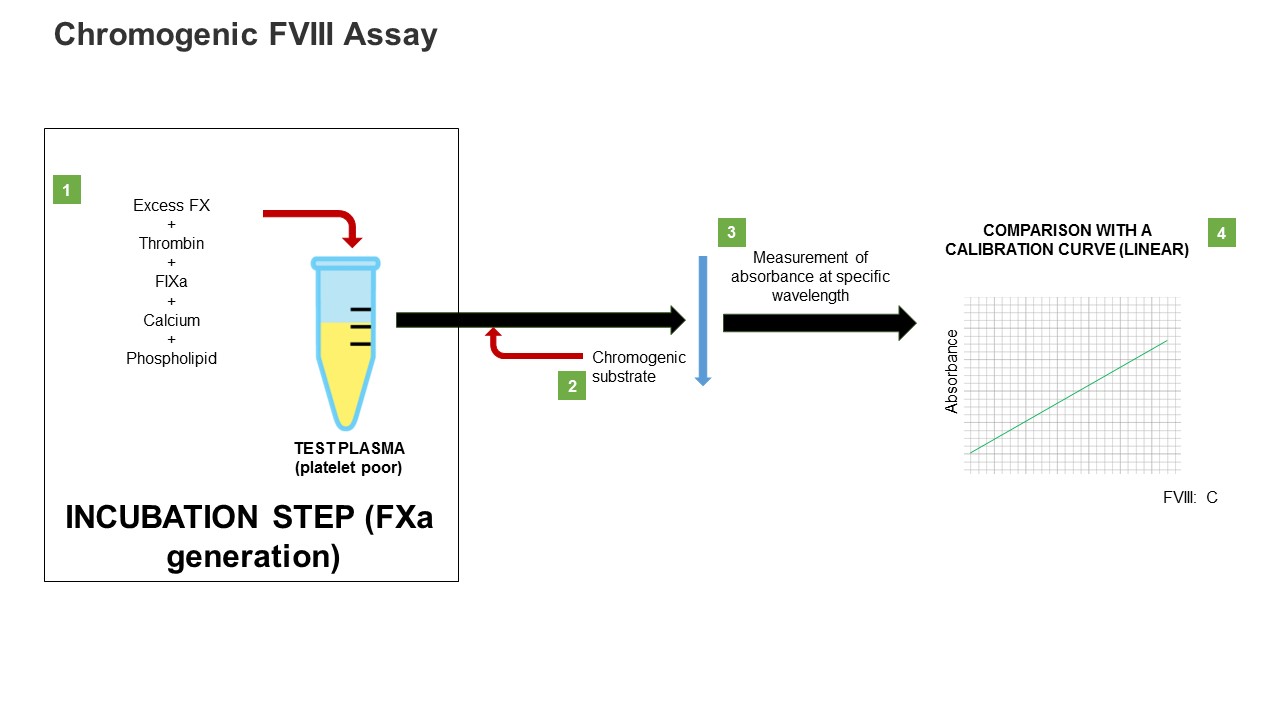 Chromogenic FVIII Assay
1
Excess FX
+
Thrombin
+
FIXa
+
Calcium
+
Phospholipid
TEST PLASMA
(platelet poor)
INCUBATION STEP (FXa
generation)
2
Chromogenic
substrate
3
Measurement of
absorbance at specific
wavelength
COMPARISON WITH A
CALIBRATION CURVE (LINEAR)
4
Absorbance
FVIII: C